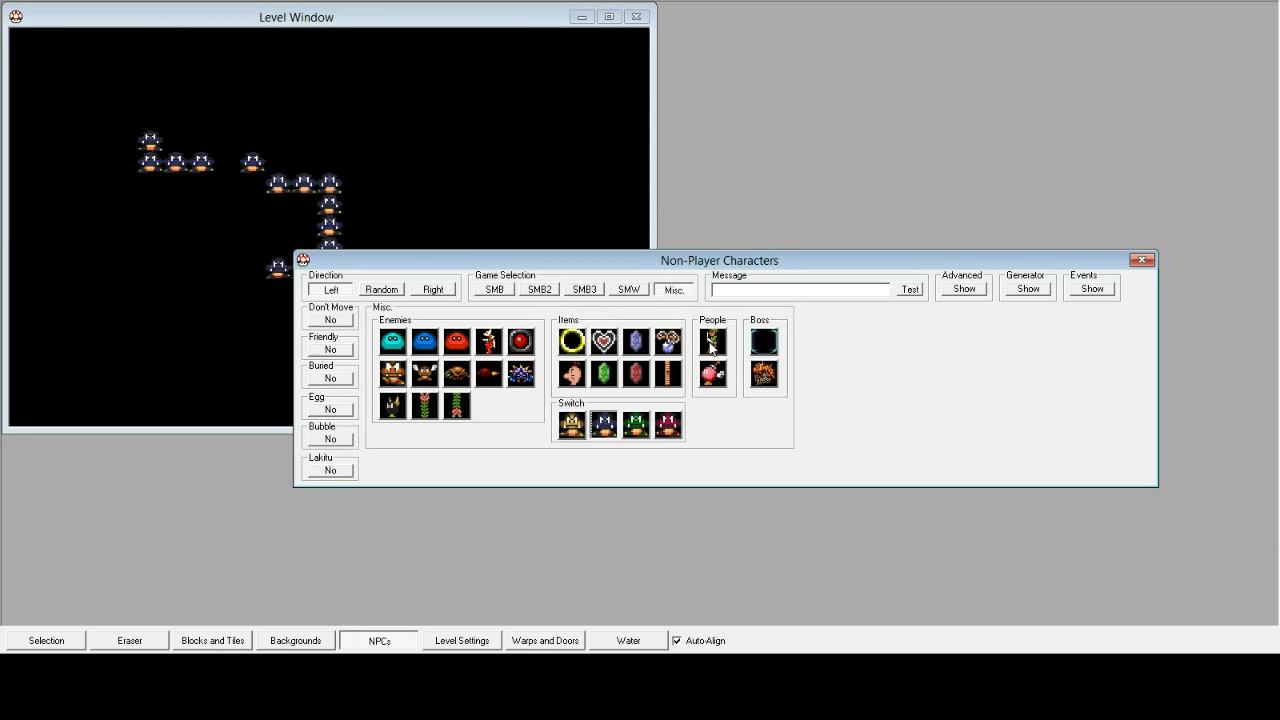 Level Window
Non-Player Characters
Direction
Left
Random
Right
Game Selection
SMB
SMB2
SMB3
SMW
Misc.
Message
Test
Advanced
Show
Generator
Show
Events
Show
Don't Move
No
Friendly
No
Buried
No
Egg
No
Bubble
No
Lakitu
No
Misc.
Enemies
Items
People
Boss
Switch
Selection
Eraser
Blocks and Tiles
Backgrounds
NPCs
Level Settings
Warps and Doors
Water
Auto-Align